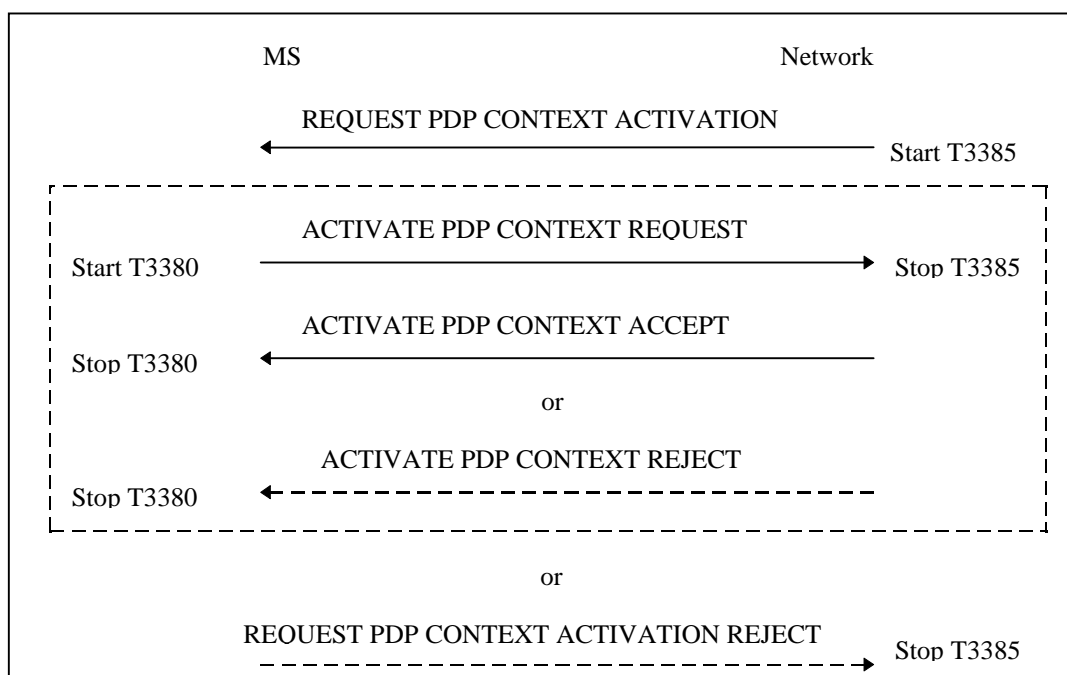 MS Network
REQUEST PDP CONTEXT ACTIVATION
Start T3385
ACTIVATE PDP CONTEXT REQUEST
Start T3380 Stop T3385
ACTIVATE PDP CONTEXT ACCEPT
Stop T3380
or
ACTIVATE PDP CONTEXT REJECT
Stop T3380
or
REQUEST PDP CONTEXT ACTIVATION REJECT
Stop T3385